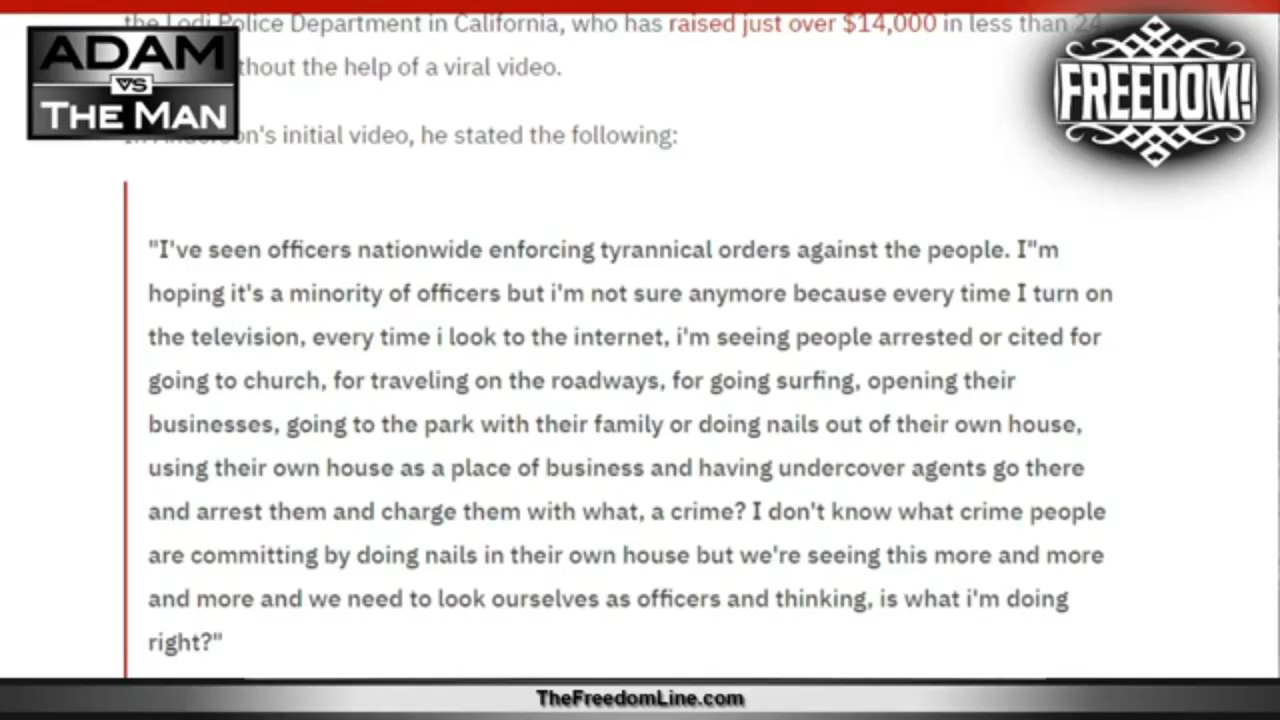 the Lodi Police Department in California, who has raised just over $14,000 in less than 24
ADAM
VS
THE MAN
FREEDOM!
thout the help of a viral video.
on's initial video, he stated the following:
"I've seen officers nationwide enforcing tyrannical orders against the people. I"m
hoping it's a minority of officers but i'm not sure anymore because every time I turn on
the television, every time i look to the internet, i'm seeing people arrested or cited for
going to church, for traveling on the roadways, for going surfing, opening their
businesses, going to the park with their family or doing nails out of their own house,
using their own house as a place of business and having undercover agents go there
and arrest them and charge them with what, a crime? I don't know what crime people
are committing by doing nails in their own house but we're seeing this more and more
and more and we need to look ourselves as officers and thinking, is what i'm doing
right?"
TheFreedomLine.com